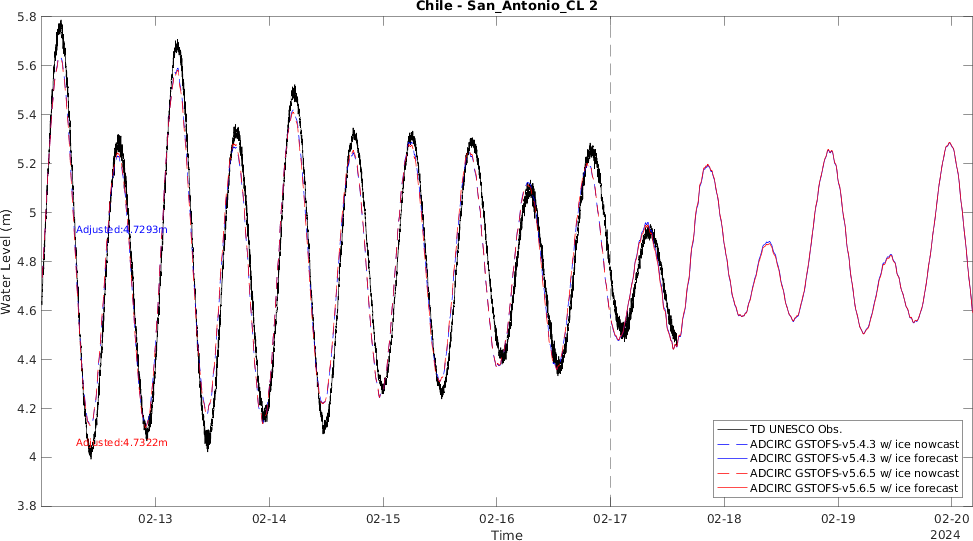 Chile - San_Antonio_CL 2
5.8
5.6
5.4
5.2
5
4.8
4.6
4.4
4.2
4
3.8
Water Level (m)
Adjusted:4.7293m
Adjusted:4.7322m
TD UNESCO Obs.
ADCIRC GSTOFS-v5.4.3 w/ ice nowcast
ADCIRC GSTOFS-v5.4.3 w/ ice forecast
ADCIRC GSTOFS-v5.6.5 w/ ice nowcast
ADCIRC GSTOFS-v5.6.5 w/ ice forecast
02-13 02-14 02-15 02-16 02-17 02-18 02-19 02-20
Time 2024